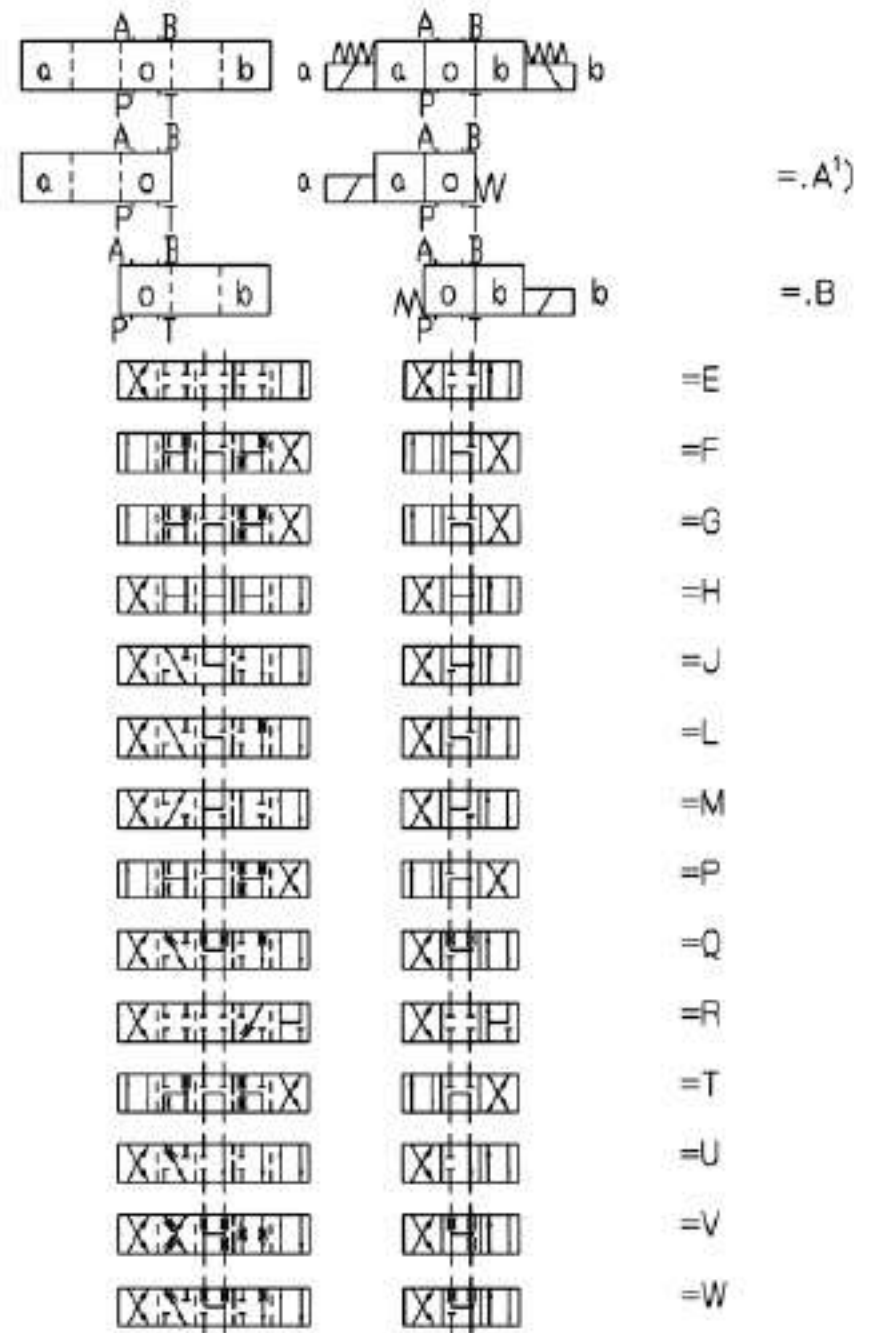 A B A B
a o b a a o b b
P T P T
A B A B
a o a a o =.A¹)
P T P T
A B A B
o b o b b =.B
P T P T
=E
=F
=G
=H
=J
=L
=M
=P
=Q
=R
=T
=U
=V
=W